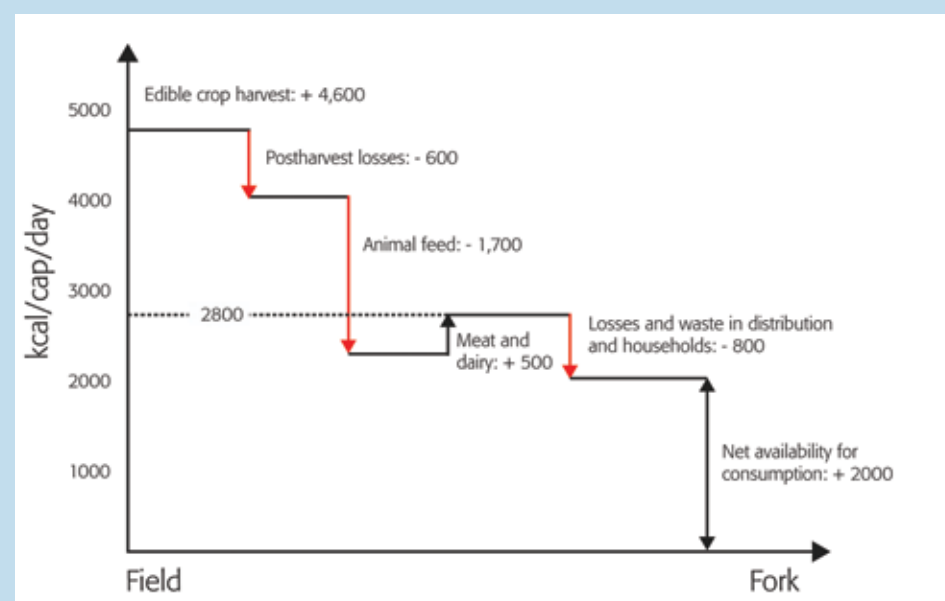 Edible crop harvest: + 4,600
5000
Postharvest losses: - 600
4000
Animal feed: - 1,700
3000
2800
Losses and waste in distribution
and households: - 800
Meat and
dairy: + 500
2000
Net availability for
consumption: + 2000
1000
kcal/cap/day
Field
Fork